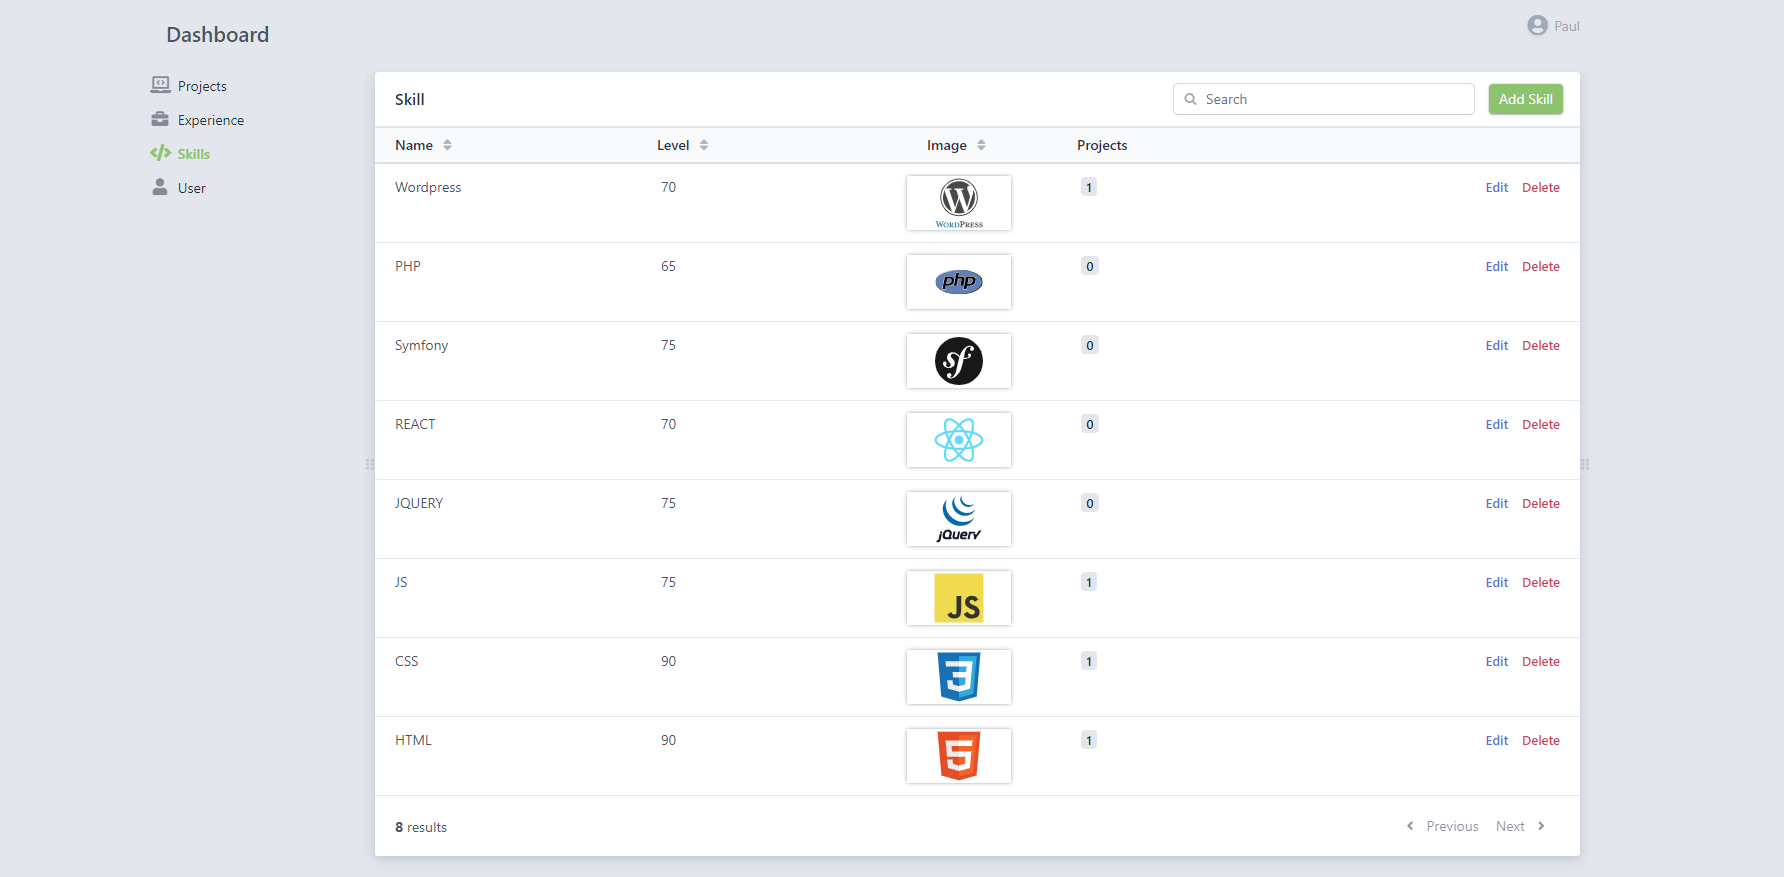 Dashboard
Paul
Projects
Experience
Skills
User
Skill
Search
Add Skill
Name Level Image Projects
Wordpress 70 W WORDPRESS 1 Edit Delete
PHP 65 php 0 Edit Delete
Symfony 75 sf 0 Edit Delete
REACT 70 0 Edit Delete
JQUERY 75 jQuery 0 Edit Delete
JS 75 JS 1 Edit Delete
CSS 90 3 1 Edit Delete
HTML 90 5 1 Edit Delete
8 results
Previous Next